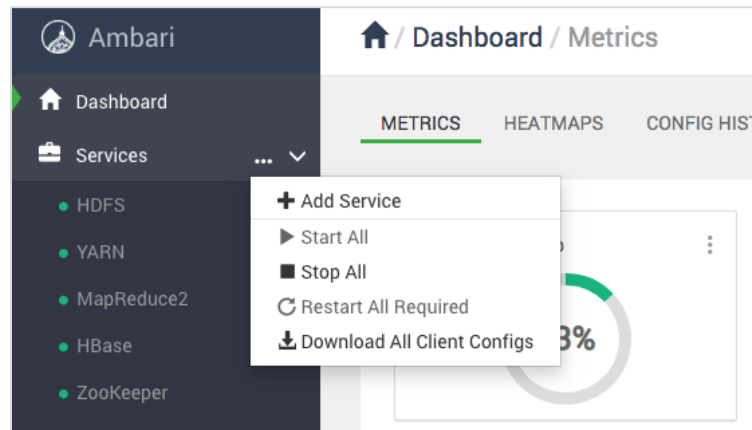 Ambari
/ Dashboard / Metrics
Dashboard
METRICS HEATMAPS CONFIG HIST
Services ...
HDFS
YARN
MapReduce2
HBase
ZooKeeper
Add Service
Start All
Stop All
Restart All Required
Download All Client Configs
3%